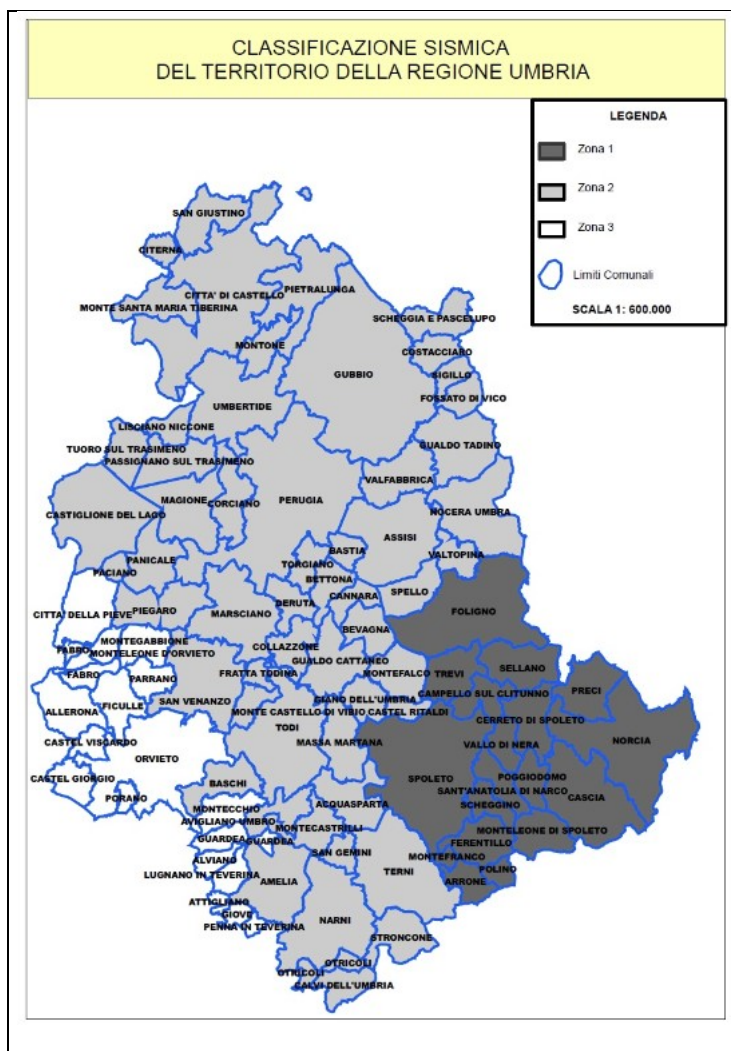 CLASSIFICAZIONE SISMICA
DEL TERRITORIO DELLA REGIONE UMBRIA
LEGENDA
Zona 1
Zona 2
Zona 3
Limiti Comunali
SCALA 1: 600.000
SAN GIUSTINO
CITERNA
PIETRALUNGA
CITTA' DI CASTELLO
MONTE SANTA MARIA TIBERINA
SCHEGGIA E PASCELUPO
MONTONE
COSTACCIARO
GUBBIO
SIGILLO
FOSSATO DI VICO
UMBERTIDE
LISCIANO NICCONE
GUALDO TADINO
TUORO SUL TRASIMENO
PASSIGNANO SUL TRASIMENO
VALFABBRICA
MAGIONE
CORCIANO
PERUGIA
NOCERA UMBRA
CASTIGLIONE DEL LAGO
ASSISI
BASTIA
VALTOPINA
PANICALE
TORGIANO
PACIANO
BETTONA
SPELLO
CANNARA
DERUTA
CITTA' DELLA PIEVE
PIEGARO
MARSCIANO
FOLIGNO
BEVAGNA
MONTEGABBIONE
COLLAZZONE
FABRO
MONTELEONE D'ORVIETO
GUALDO CATTANEO
SELLANO
FABRO
PARRANO
FRATTA TODINA
MONTEFALCO
TREVI
CAMPELLO SUL CLITUNNO
PRECI
FICULLE
SAN VENANZO
GIANO DELL'UMBRIA
ALLERONA
MONTE CASTELLO DI VIBIO
CASTEL RITALDI
CERRETO DI SPOLETO
TODI
CASTEL VISCARDO
MASSA MARTANA
VALLO DI NERA
NORCIA
ORVIETO
SPOLETO
POGGIODOMO
CASTEL GIORGIO
BASCHI
SANT'ANATOLIA DI NARCO
CASCIA
PORANO
MONTECCHIO
ACQUASPARTA
SCHEGGINO
AVIGLIANO UMBRO
MONTECASTRILLI
MONTELEONE DI SPOLETO
GUARDEA
GUARDEA
FERENTILLO
SAN GEMINI
ALVIANO
MONTEFRANCO
LUGNANO IN TEVERINA
TERNI
POLINO
AMELIA
ARRONE
ATTIGLIANO
GIOVE
NARNI
PENNA IN TEVERINA
STRONCONE
OTRICOLI
OTRICOLI
CALVI DELL'UMBRIA